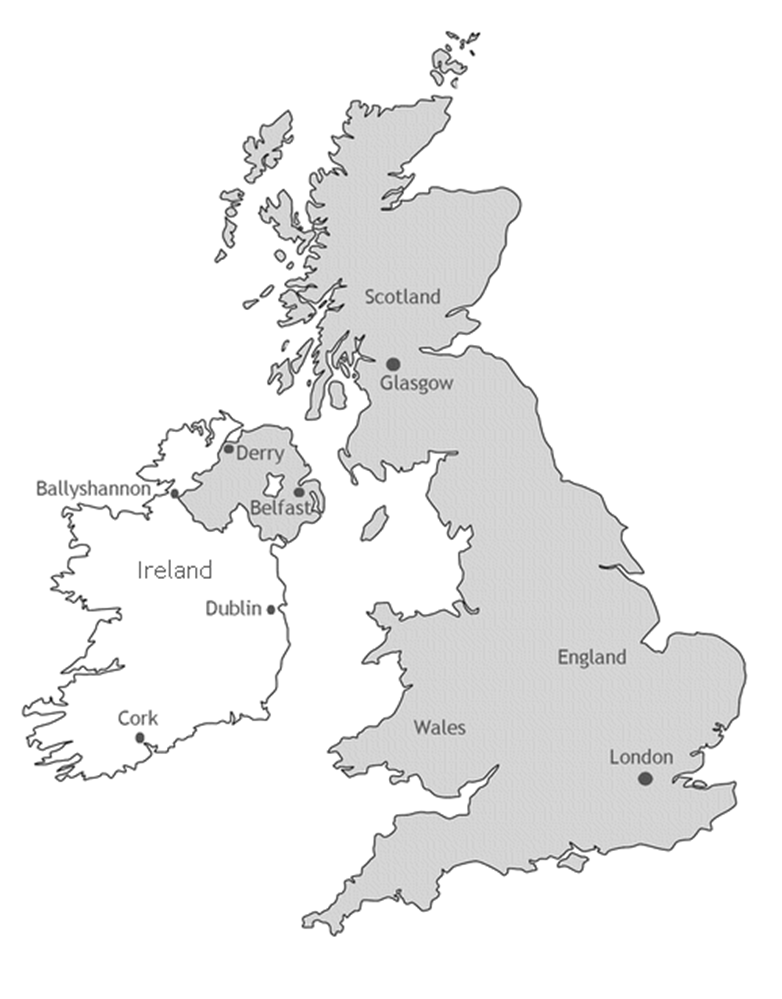 Scotland
Glasgow
Derry
Ballyshannon
Belfast
Ireland
Dublin
England
Cork
Wales
London